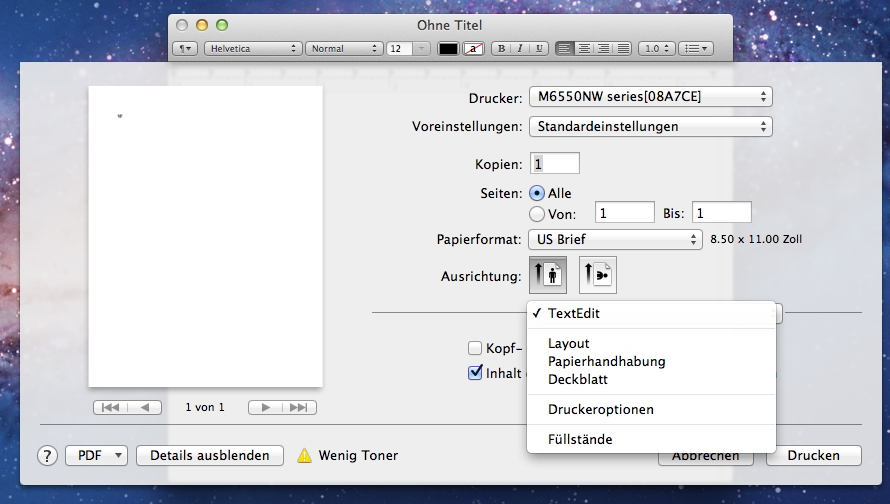 Ohne Titel
¶ Helvetica Normal 12 a B I U 1.0
Drucker: M6550NW series[08A7CE]
Voreinstellungen: Standardeinstellungen
Kopien: 1
Seiten: Alle
Von: 1 Bis: 1
Papierformat: US Brief 8.50 x 11.00 Zoll
Ausrichtung:
✓ TextEdit
Kopf-
Inhalt
Layout
Papierhandhabung
Deckblatt
Druckeroptionen
Füllstände
1 von 1
? PDF Details ausblenden Wenig Toner Abbrechen Drucken